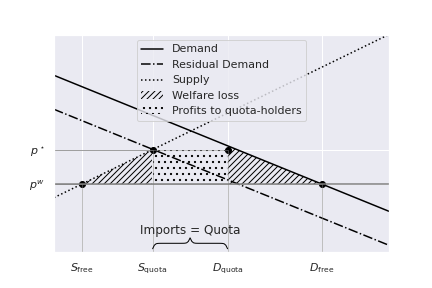 Demand
Residual Demand
Supply
Welfare loss
Profits to quota-holders
p*
p^w
Imports = Quota
S_free S_quota D_quota D_free